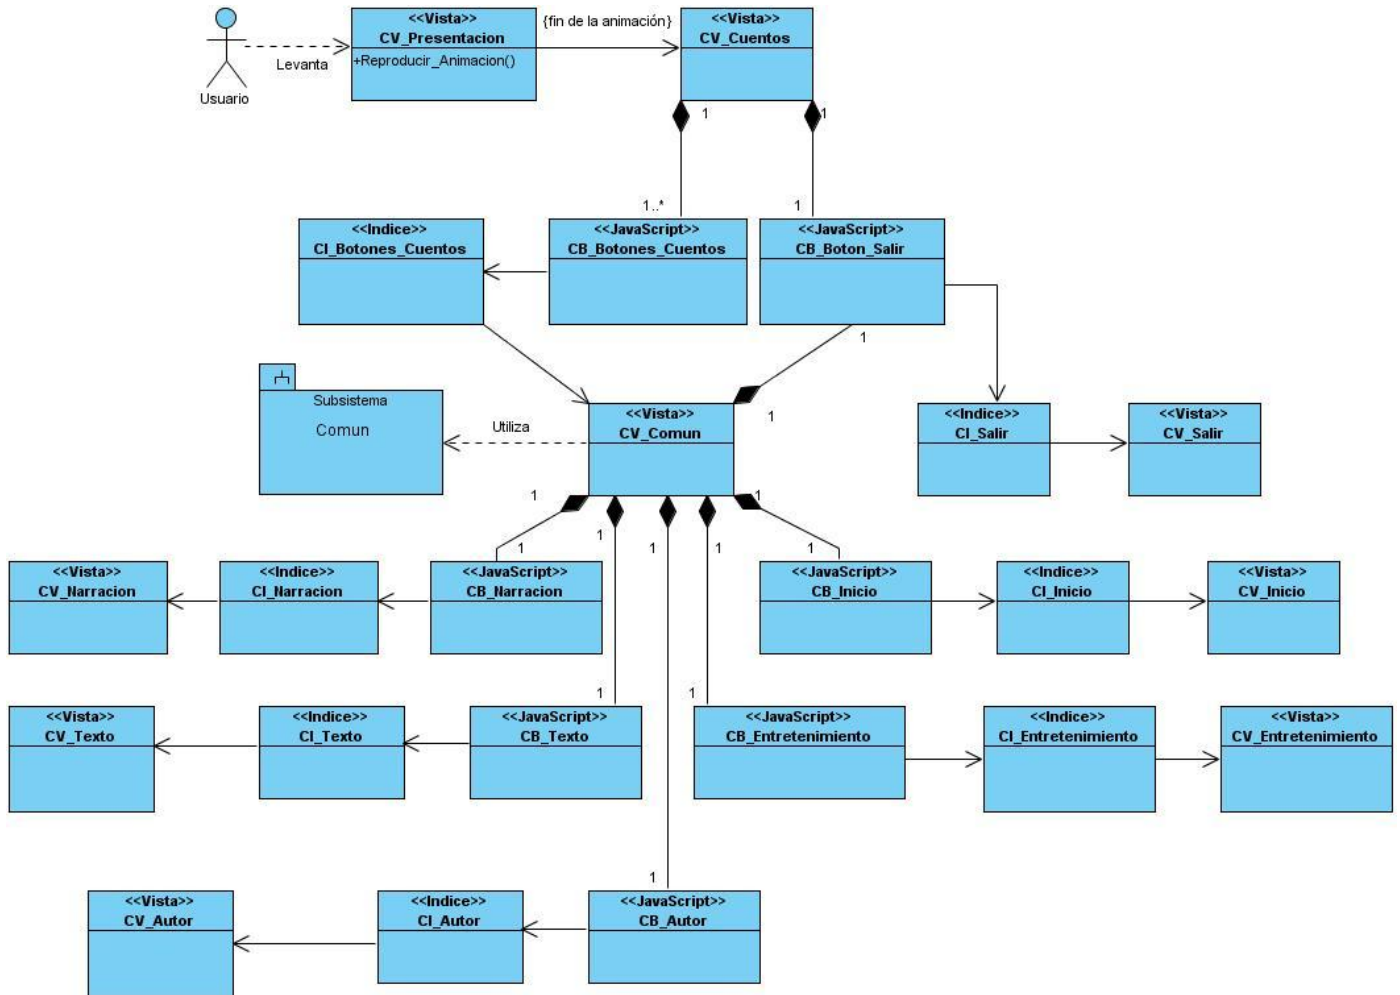 <<Vista>>
CV_Presentacion
+Reproducir_Animacion()
{fin de la animación}
<<Vista>>
CV_Cuentos
Levanta
Usuario
1
1
1..*
1
<<Indice>>
CI_Botones_Cuentos
<<JavaScript>>
CB_Botones_Cuentos
<<JavaScript>>
CB_Boton_Salir
1
Subsistema
Comun
Utiliza
<<Vista>>
CV_Comun
1
<<Indice>>
CI_Salir
<<Vista>>
CV_Salir
1
1
1
1
1
1
1
<<Vista>>
CV_Narracion
<<Indice>>
CI_Narracion
<<JavaScript>>
CB_Narracion
<<JavaScript>>
CB_Inicio
<<Indice>>
CI_Inicio
<<Vista>>
CV_Inicio
1
1
<<Vista>>
CV_Texto
<<Indice>>
CI_Texto
<<JavaScript>>
CB_Texto
<<JavaScript>>
CB_Entretenimiento
<<Indice>>
CI_Entretenimiento
<<Vista>>
CV_Entretenimiento
1
<<Vista>>
CV_Autor
<<Indice>>
CI_Autor
<<JavaScript>>
CB_Autor